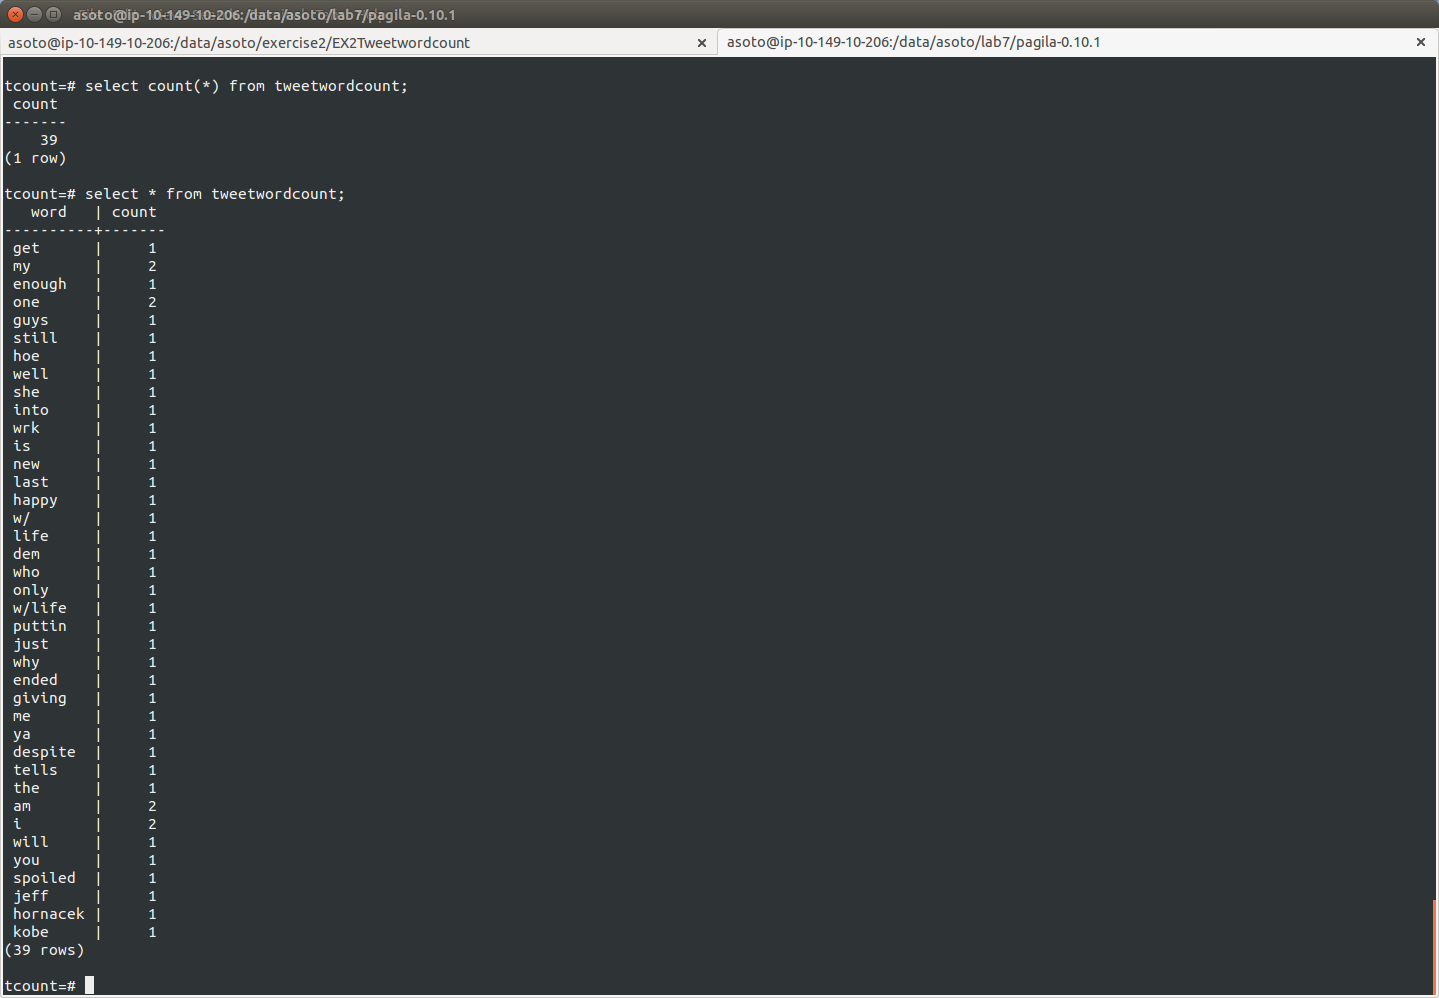 asoto@ip-10-149-10-206:/data/asoto/lab7/pagila-0.10.1
asoto@ip-10-149-10-206:/data/asoto/exercise2/EX2Tweetwordcount × asoto@ip-10-149-10-206:/data/asoto/lab7/pagila-0.10.1 ×
tcount=# select count(*) from tweetwordcount;
 count
-------
    39
(1 row)

tcount=# select * from tweetwordcount;
   word   | count
----------+-------
 get      |     1
 my       |     2
 enough   |     1
 one      |     2
 guys     |     1
 still    |     1
 hoe      |     1
 well     |     1
 she      |     1
 into     |     1
 wrk      |     1
 is       |     1
 new      |     1
 last     |     1
 happy    |     1
 w/       |     1
 life     |     1
 dem      |     1
 who      |     1
 only     |     1
 w/life   |     1
 puttin   |     1
 just     |     1
 why      |     1
 ended    |     1
 giving   |     1
 me       |     1
 ya       |     1
 despite  |     1
 tells    |     1
 the      |     1
 am       |     2
 i        |     2
 will     |     1
 you      |     1
 spoiled  |     1
 jeff     |     1
 hornacek |     1
 kobe     |     1
(39 rows)

tcount=#